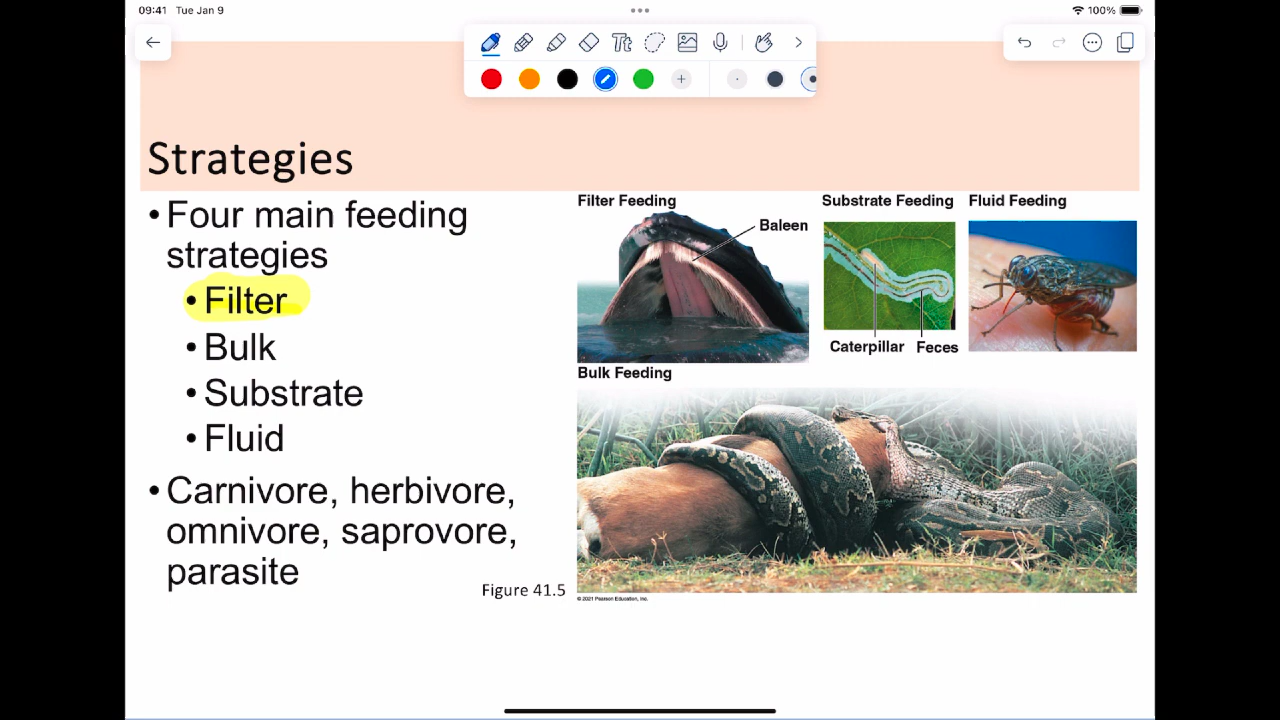 09:41 Tue Jan 9
100%
Tt
Strategies
• Four main feeding
strategies
• Filter
• Bulk
• Substrate
• Fluid
• Carnivore, herbivore,
omnivore, saprovore,
parasite
Figure 41.5
Filter Feeding
Baleen
Substrate Feeding
Caterpillar Feces
Fluid Feeding
Bulk Feeding
© 2021 Pearson Education, Inc.